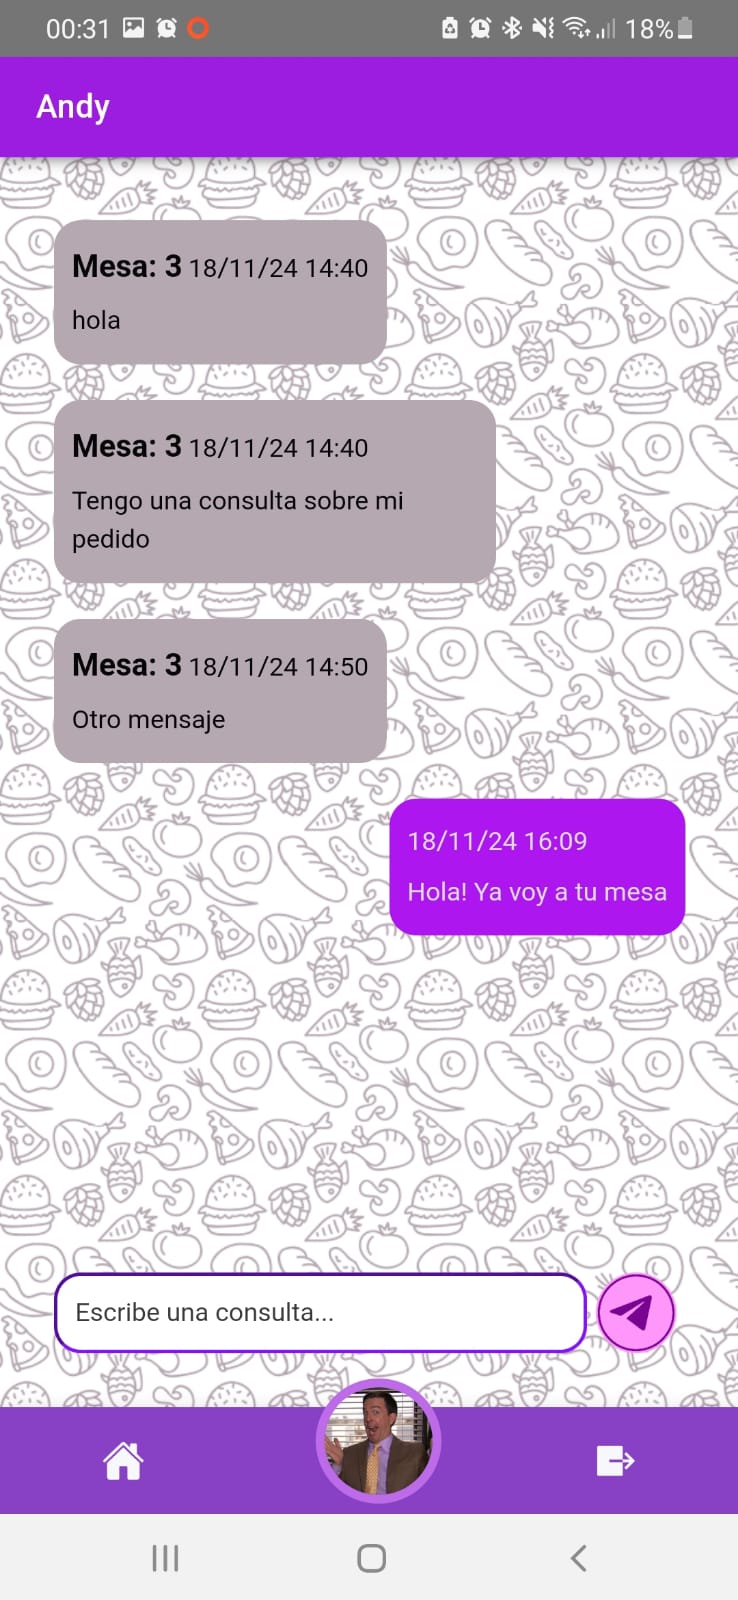 00:31 18%
Andy
Mesa: 3 18/11/24 14:40
hola
Mesa: 3 18/11/24 14:40
Tengo una consulta sobre mi
pedido
Mesa: 3 18/11/24 14:50
Otro mensaje
18/11/24 16:09
Hola! Ya voy a tu mesa
Escribe una consulta...